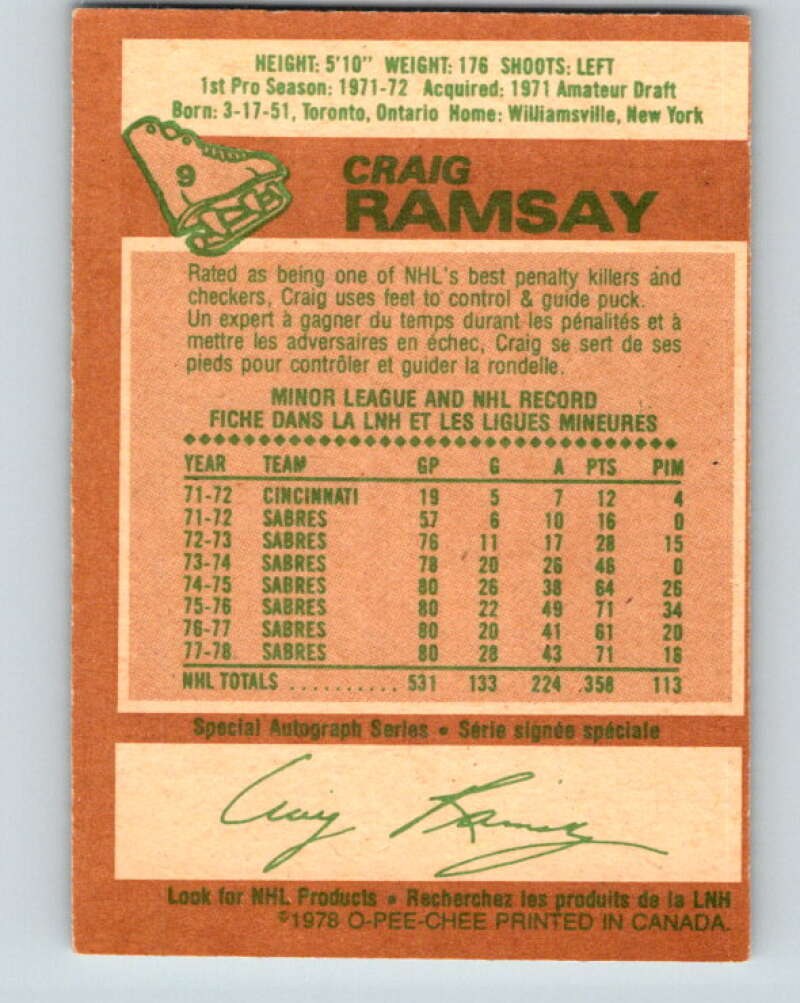 HEIGHT: 5'10" WEIGHT: 176 SHOOTS: LEFT
1st Pro Season: 1971-72 Acquired: 1971 Amateur Draft
Born: 3-17-51, Toronto, Ontario Home: Williamsville, New York
9
CRAIG
RAMSAY
Rated as being one of NHL's best penalty killers and
checkers, Craig uses feet to control & guide puck.
Un expert à gagner du temps durant les pénalités et à
mettre les adversaires en échec, Craig se sert de ses
pieds pour contrôler et guider la rondelle.
MINOR LEAGUE AND NHL RECORD
FICHE DANS LA LNH ET LES LIGUES MINEURES
YEAR TEAM GP G A PTS PIM
71-72 CINCINNATI 19 5 7 12 4
71-72 SABRES 57 6 10 16 0
72-73 SABRES 76 11 17 28 15
73-74 SABRES 78 20 26 46 0
74-75 SABRES 80 26 38 64 26
75-76 SABRES 80 22 49 71 34
76-77 SABRES 80 20 41 61 20
77-78 SABRES 80 28 43 71 18
NHL TOTALS .......... 531 133 224 .358 113
Special Autograph Series • Série signée spéciale
Craig Ramsay
Look for NHL Products • Recherchez les produits de la LNH
©1978 O-PEE-CHEE PRINTED IN CANADA.